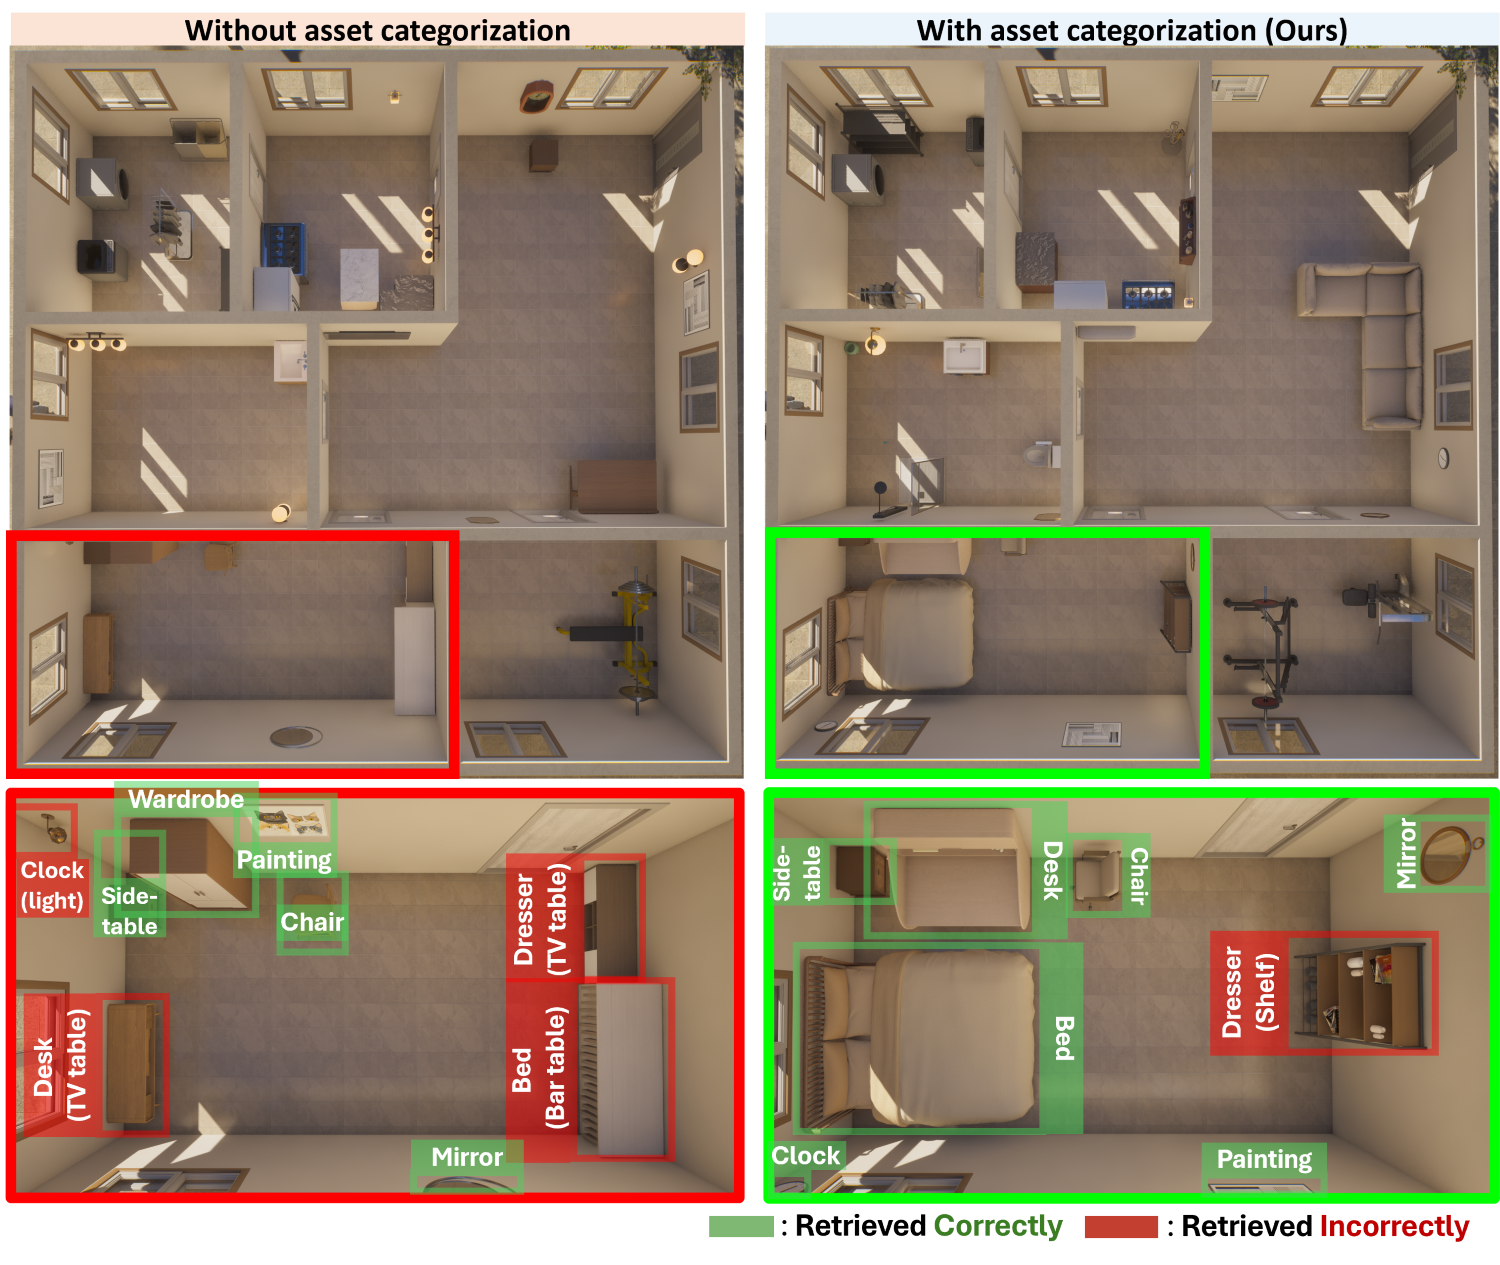 Without asset categorization
With asset categorization (Ours)
Wardrobe
Painting
Clock
(light)
Side-
table
Chair
Dresser
(TV table)
Desk
(TV table)
Bed
(Bar table)
Mirror
Side-
table
Desk
Chair
Mirror
Dresser
(Shelf)
Bed
Clock
Painting
: Retrieved Correctly
: Retrieved Incorrectly